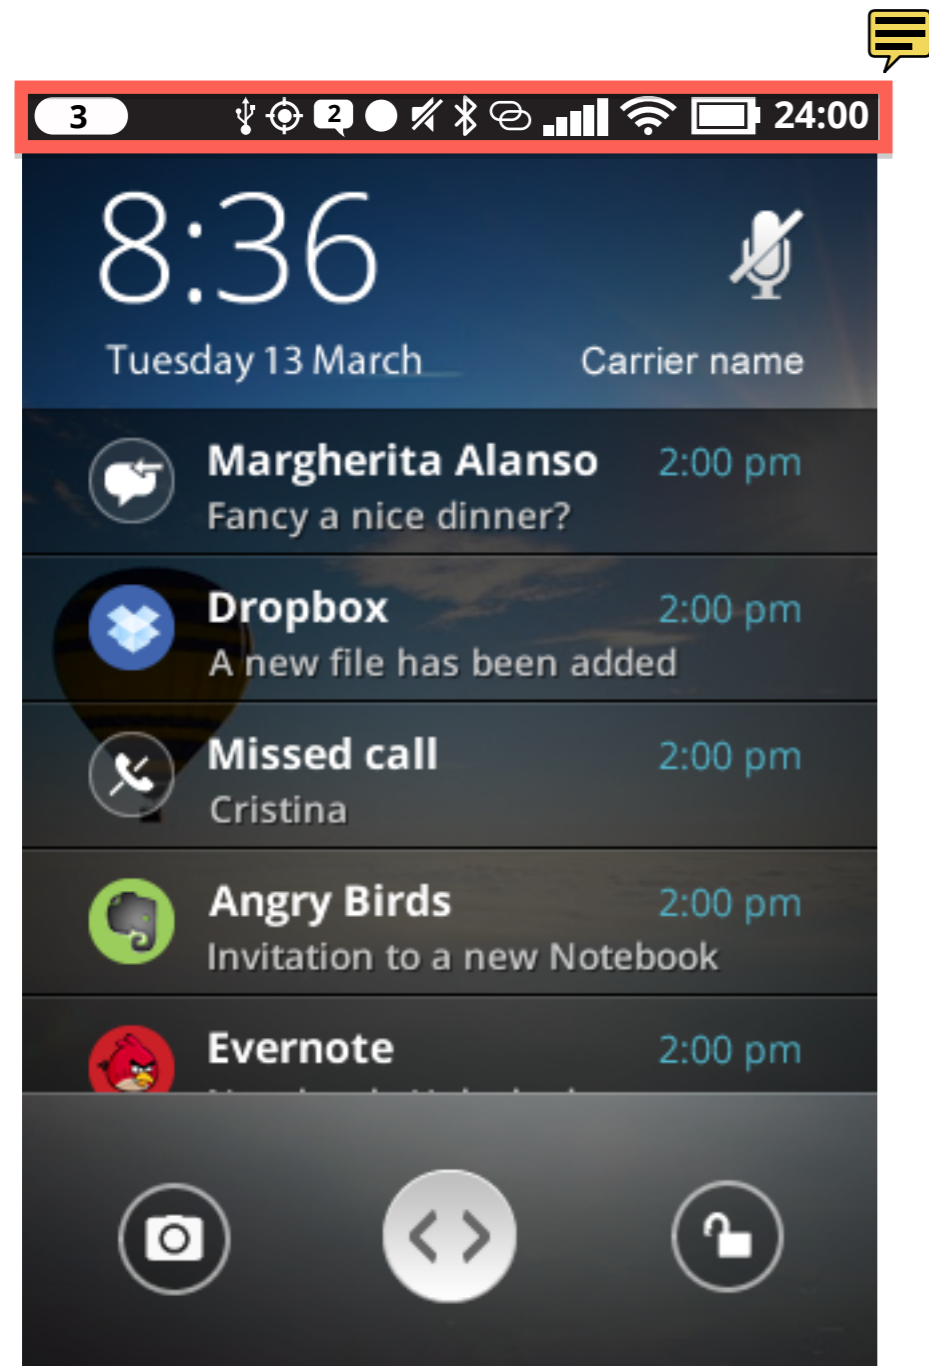 3 2 24:00
8:36
Tuesday 13 March Carrier name
Margherita Alanso 2:00 pm
Fancy a nice dinner?
Dropbox 2:00 pm
A new file has been added
Missed call 2:00 pm
Cristina
Angry Birds 2:00 pm
Invitation to a new Notebook
Evernote 2:00 pm